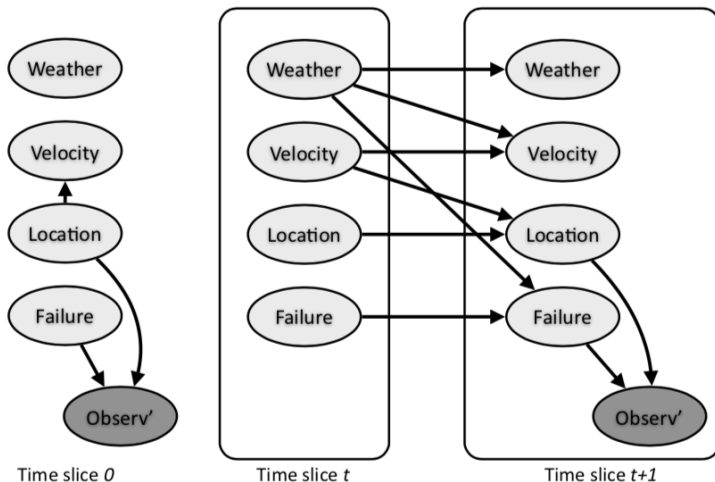 Weather
Velocity
Location
Failure
Observ'
Time slice 0
Weather
Velocity
Location
Failure
Time slice t
Weather
Velocity
Location
Failure
Observ'
Time slice t+1